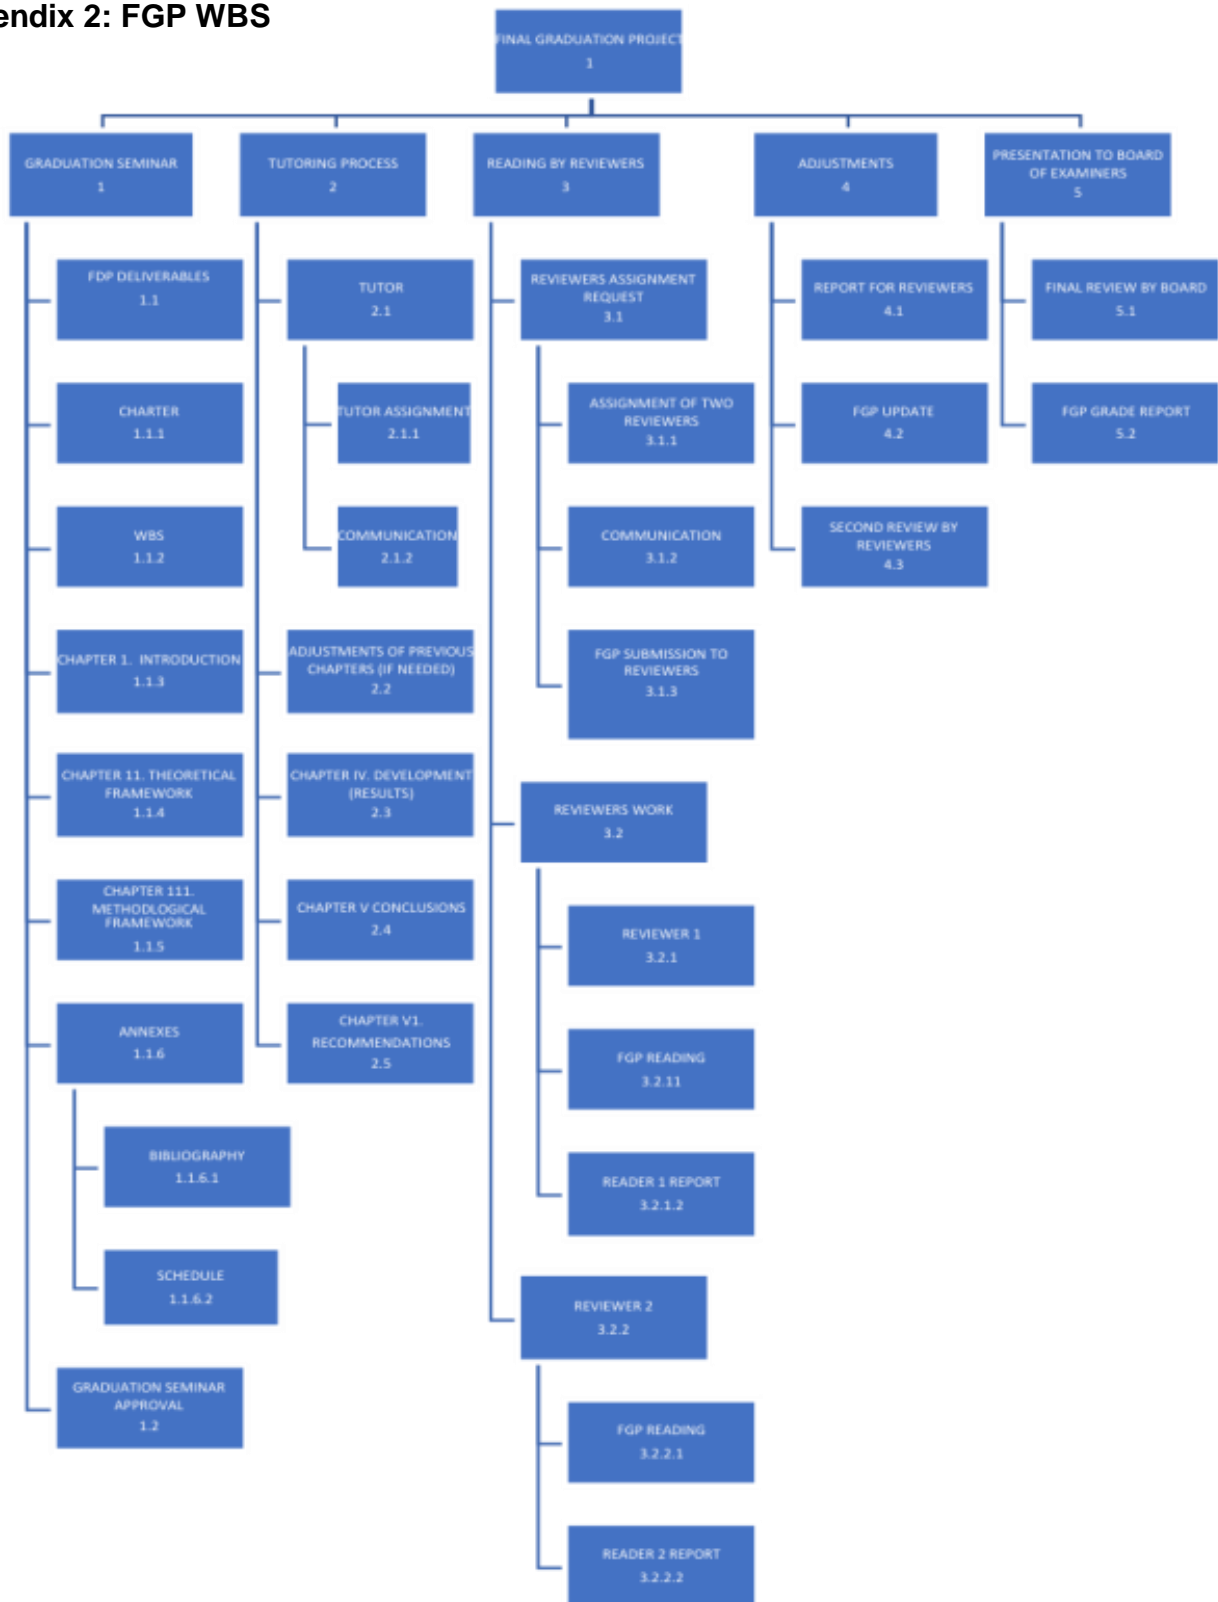 endix 2: FGP WBS
FINAL GRADUATION PROJECT
1
GRADUATION SEMINAR
1
FDP DELIVERABLES
1.1
CHARTER
1.1.1
WBS
1.1.2
CHAPTER 1. INTRODUCTION
1.1.3
CHAPTER 11. THEORETICAL
FRAMEWORK
1.1.4
CHAPTER 111.
METHODLOGICAL
FRAMEWORK
1.1.5
ANNEXES
1.1.6
BIBLIOGRAPHY
1.1.6.1
SCHEDULE
1.1.6.2
GRADUATION SEMINAR
APPROVAL
1.2
TUTORING PROCESS
2
TUTOR
2.1
TUTOR ASSIGNMENT
2.1.1
COMMUNICATION
2.1.2
ADJUSTMENTS OF PREVIOUS
CHAPTERS (IF NEEDED)
2.2
CHAPTER IV. DEVELOPMENT
(RESULTS)
2.3
CHAPTER V CONCLUSIONS
2.4
CHAPTER V1.
RECOMMENDATIONS
2.5
READING BY REVIEWERS
3
REVIEWERS ASSIGNMENT
REQUEST
3.1
ASSIGNMENT OF TWO
REVIEWERS
3.1.1
COMMUNICATION
3.1.2
FGP SUBMISSION TO
REVIEWERS
3.1.3
REVIEWERS WORK
3.2
REVIEWER 1
3.2.1
FGP READING
3.2.11
READER 1 REPORT
3.2.1.2
REVIEWER 2
3.2.2
FGP READING
3.2.2.1
READER 2 REPORT
3.2.2.2
ADJUSTMENTS
4
REPORT FOR REVIEWERS
4.1
FGP UPDATE
4.2
SECOND REVIEW BY
REVIEWERS
4.3
PRESENTATION TO BOARD
OF EXAMINERS
5
FINAL REVIEW BY BOARD
5.1
FGP GRADE REPORT
5.2